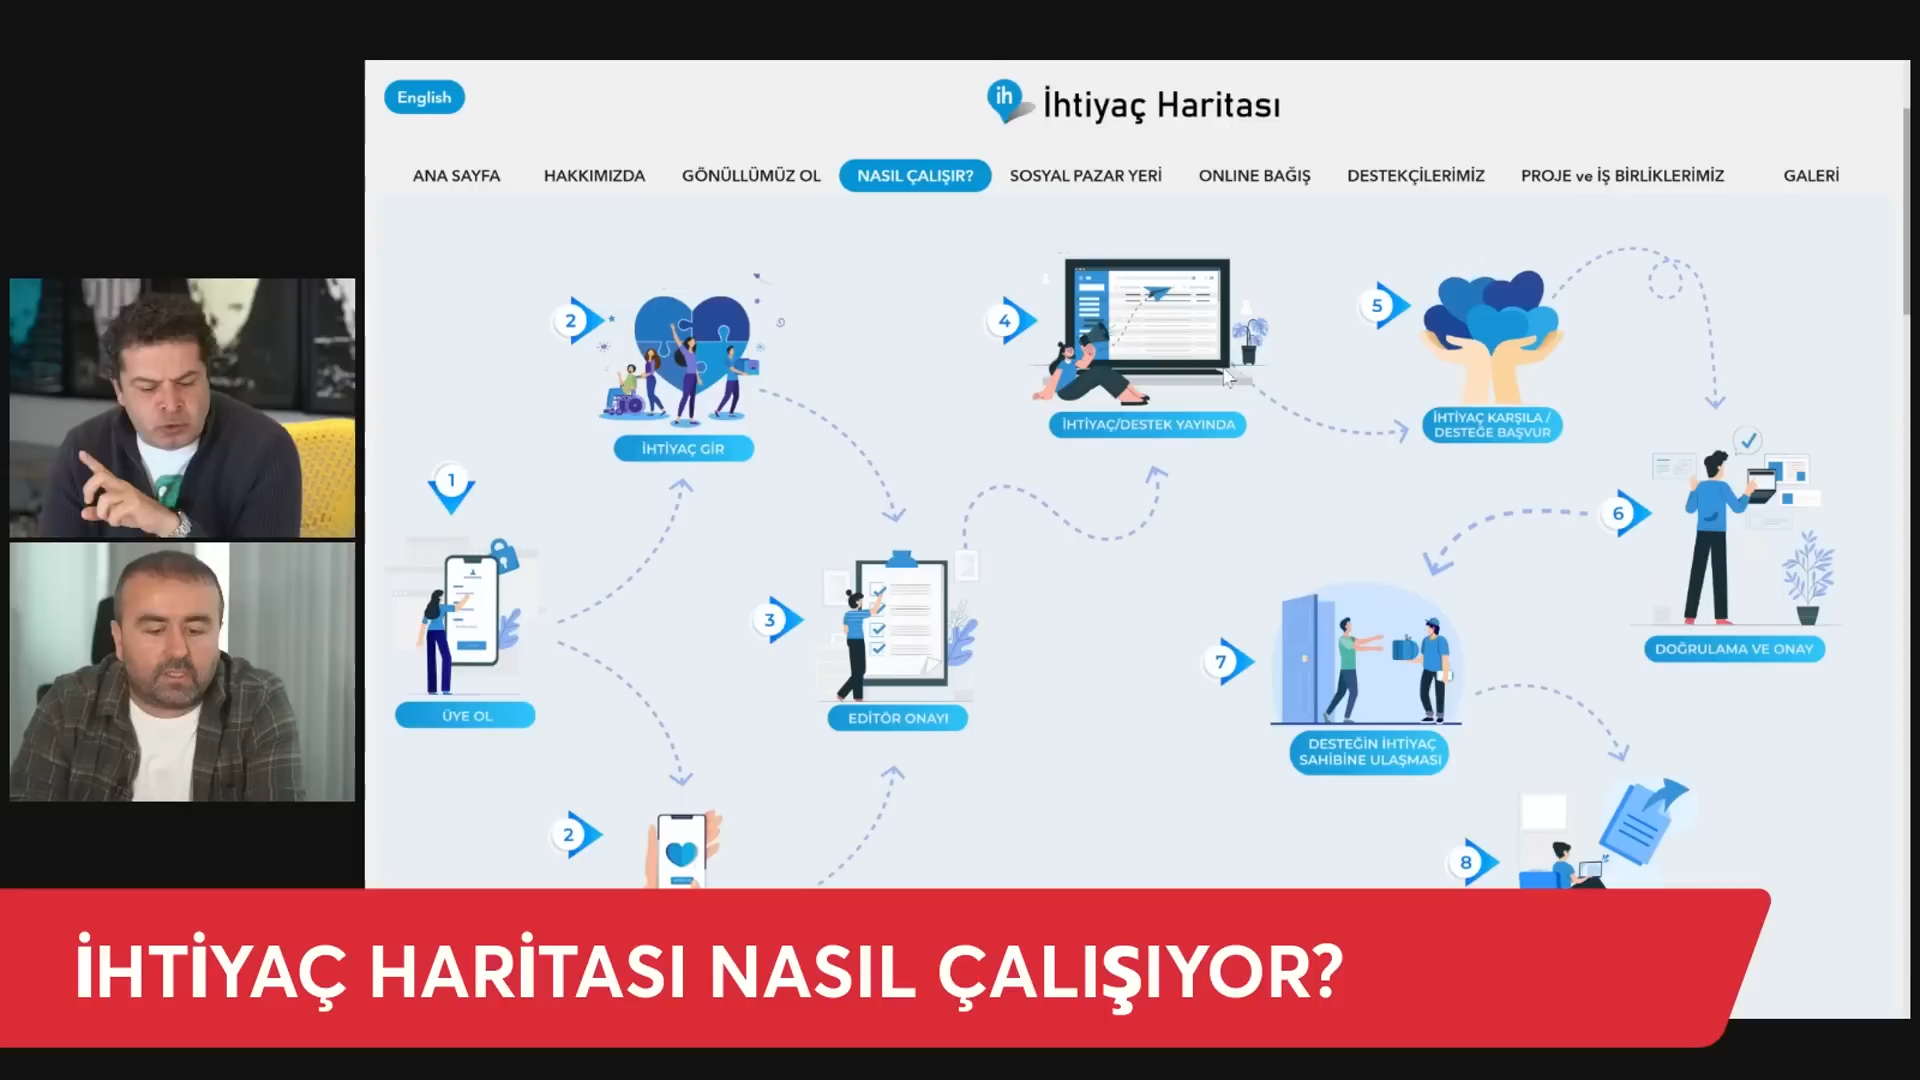 English
ih
İhtiyaç Haritası
ANA SAYFA
HAKKIMIZDA
GÖNÜLLÜMÜZ OL
NASIL ÇALIŞIR?
SOSYAL PAZAR YERİ
ONLINE BAĞIŞ
DESTEKÇİLERİMİZ
PROJE ve İŞ BİRLİKLERİMİZ
GALERİ
1
ÜYE OL
2
İHTİYAÇ GİR
2
3
EDİTÖR ONAYI
4
İHTİYAÇ/DESTEK YAYINDA
5
İHTİYAÇ KARŞILA /
DESTEĞE BAŞVUR
6
DOĞRULAMA VE ONAY
7
DESTEĞİN İHTİYAÇ
SAHİBİNE ULAŞMASI
8
İHTİYAÇ HARİTASI NASIL ÇALIŞIYOR?